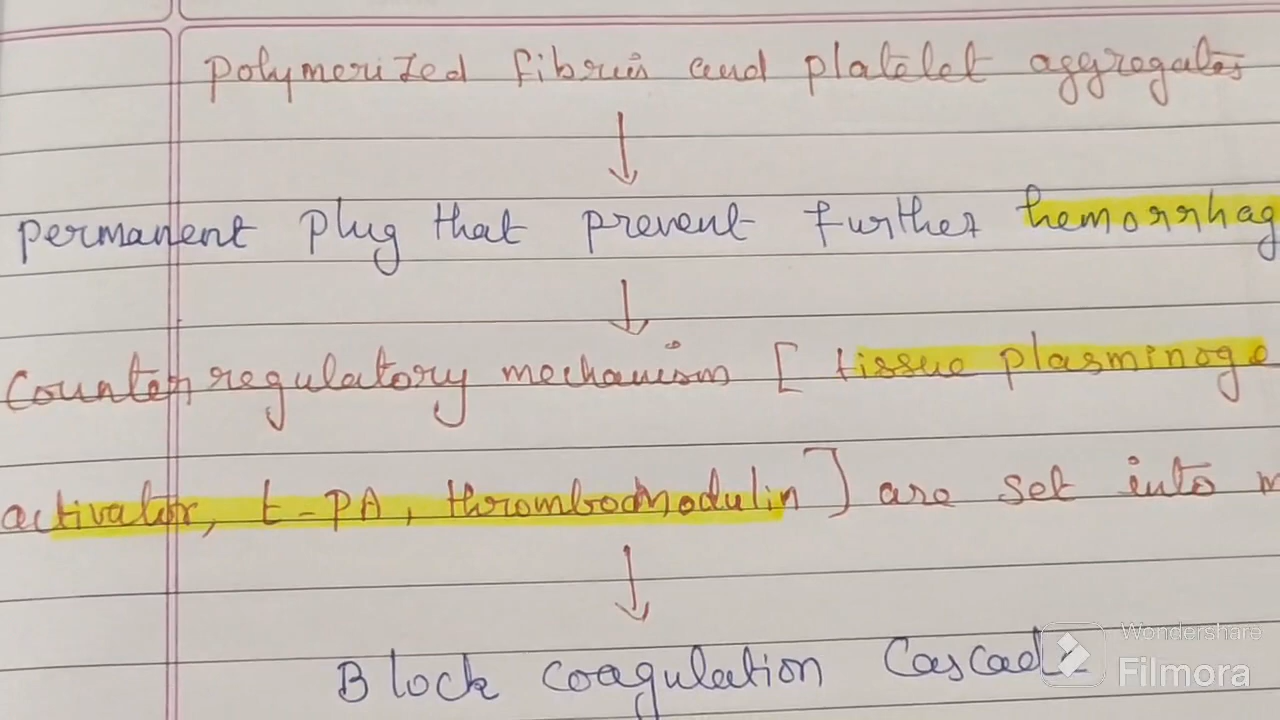 polymerized fibrin and platelet aggregates
↓
permanent plug that prevent further hemorrhag
↓
Counter regulatory mechanism [ tissue plasminoge
activator, t-PA, thrombomodulin ] are set into m
↓
Block coagulation Cascade
Wondershare
Filmora